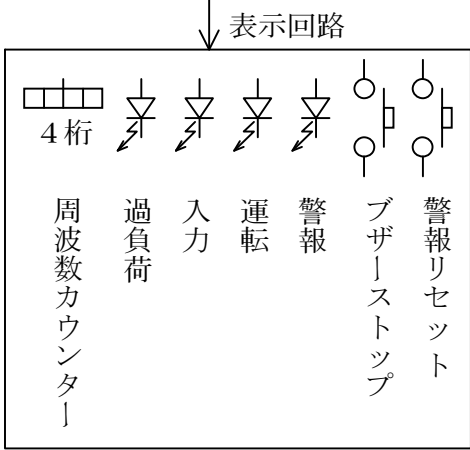 表示回路
4桁
周波数カウンター
過負荷
入力
運転
警報
ブザーストップ
警報リセット